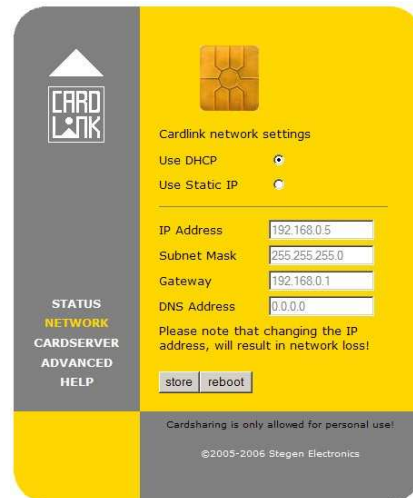 CARD
LINK
Cardlink network settings
Use DHCP
Use Static IP
IP Address 192.168.0.5
Subnet Mask 255.255.255.0
Gateway 192.168.0.1
DNS Address 0.0.0.0
Please note that changing the IP
address, will result in network loss!
store reboot
STATUS
NETWORK
CARDSERVER
ADVANCED
HELP
Cardsharing is only allowed for personal use!
©2005-2006 Stegen Electronics